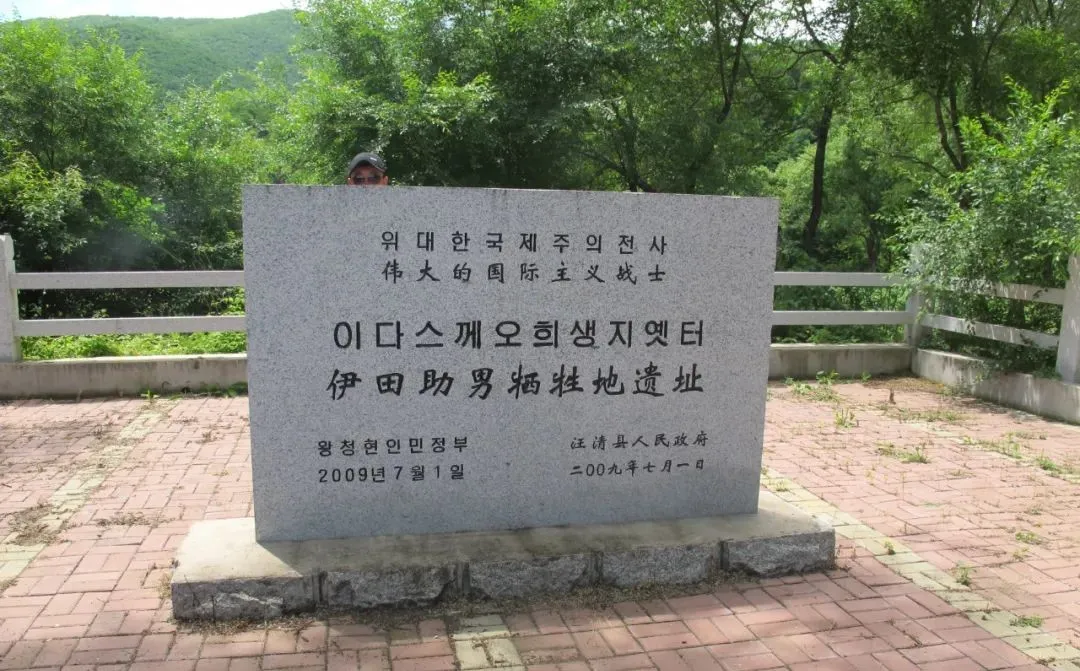 위대한국제주의전사
伟大的国际主义战士
이다스께오희생지옛터
伊田助男牺牲地遗址
왕청현인민정부
2009년7월1일
汪清县人民政府
二00九年七月一日